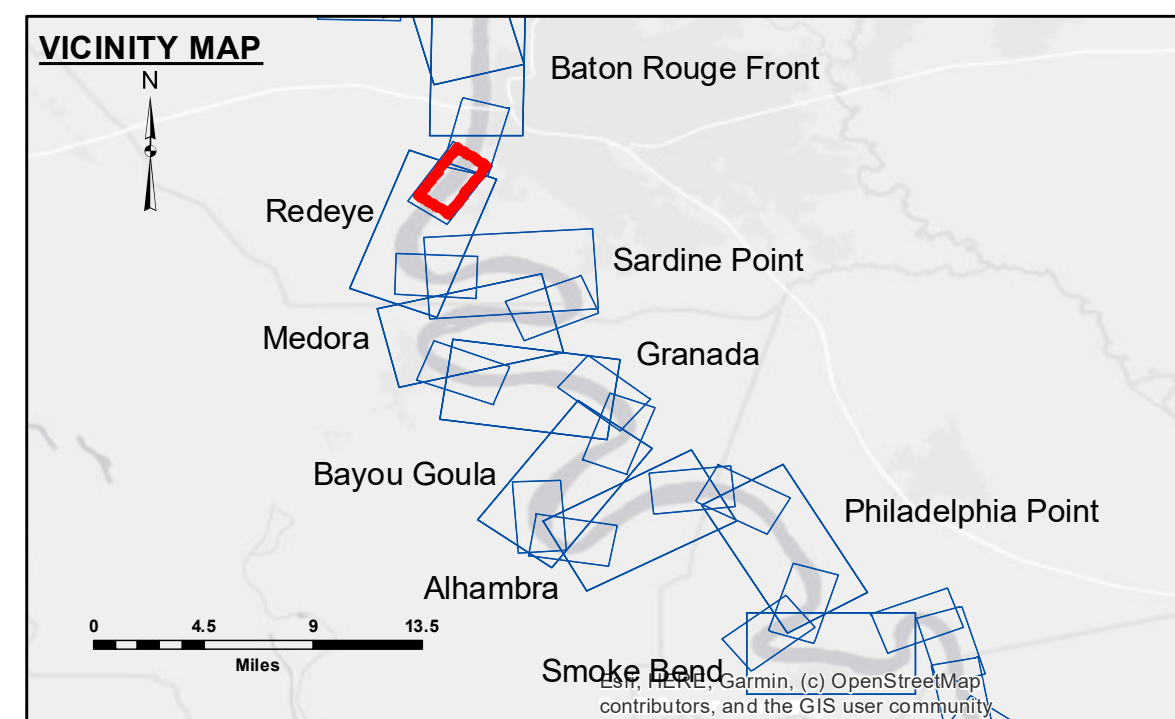 VICINITY MAP
N
Baton Rouge Front
Redeye
Sardine Point
Medora
Granada
Bayou Goula
Philadelphia Point
Alhambra
0 4.5 9 13.5
Miles
Smoke Bend
Esri, HERE, Garmin, (c) OpenStreetMap
contributors, and the GIS user community